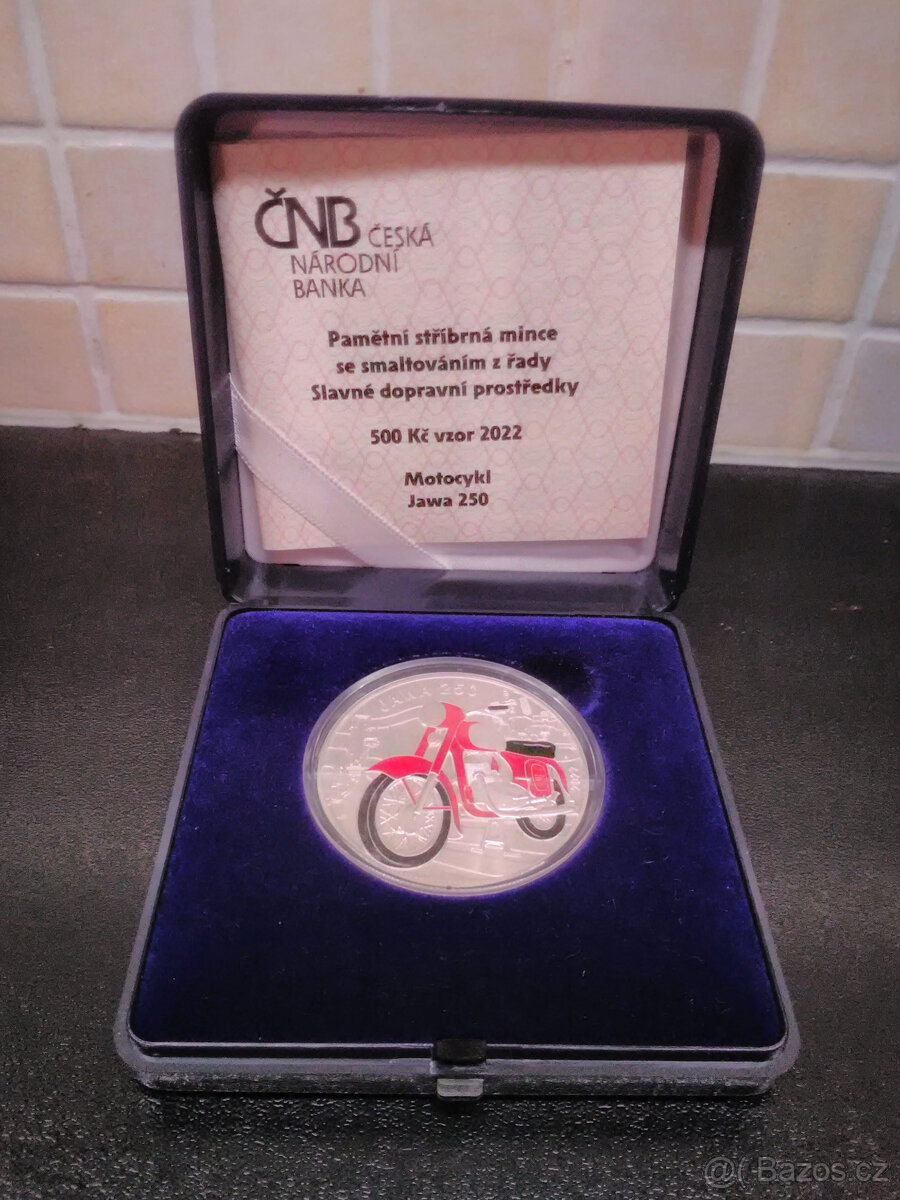 ČNB ČESKÁ
NÁRODNÍ
BANKA
Pamětní stříbrná mince
se smaltováním z řady
Slavné dopravní prostředky
500 Kč vzor 2022
Motocykl
Jawa 250
JAWA 250
2022
@f Bazos.cz